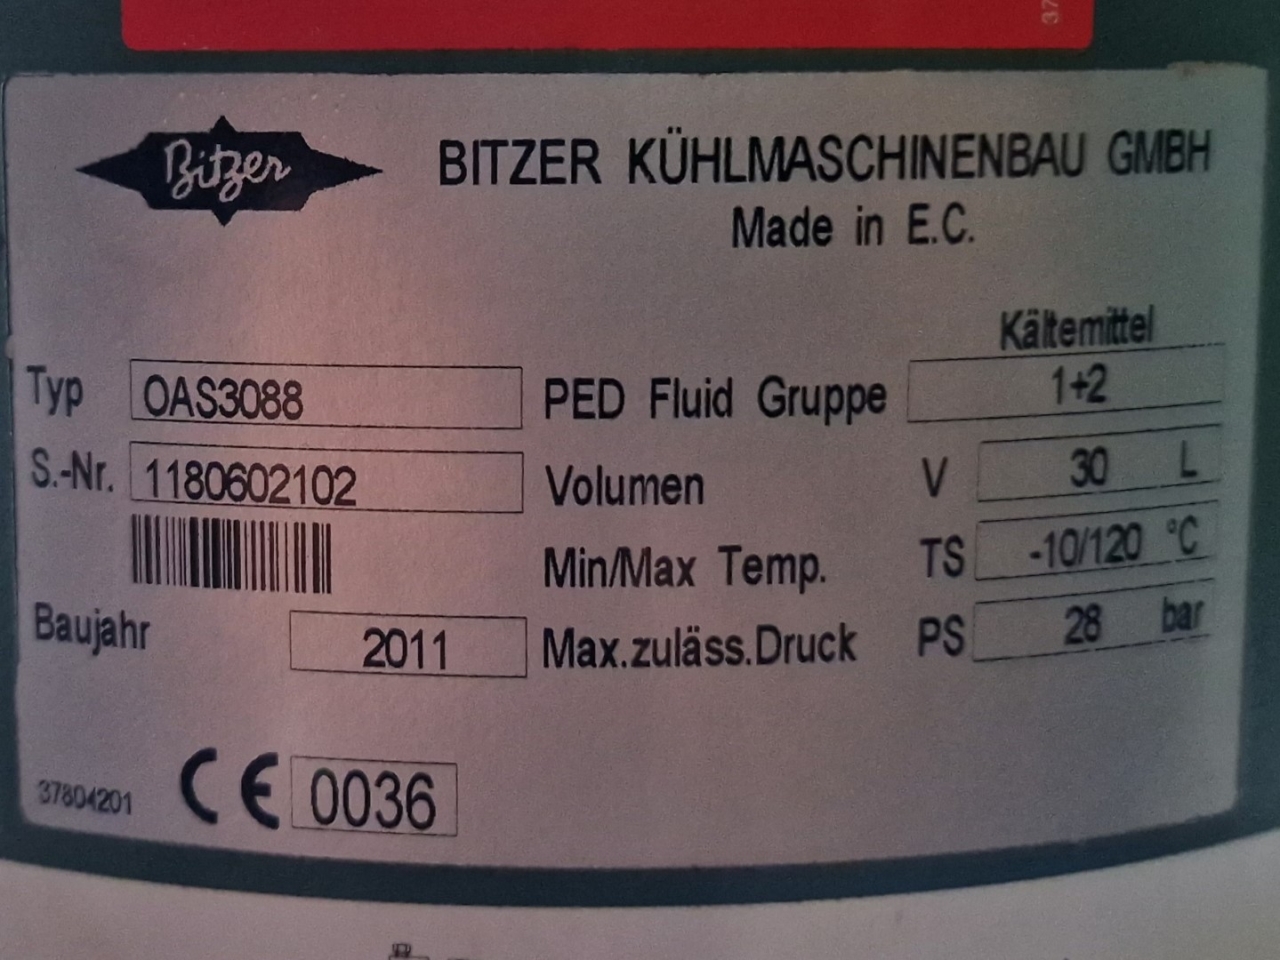 37
Bitzer
BITZER KÜHLMASCHINENBAU GMBH
Made in E.C.
Kältemittel
Typ OAS3088 PED Fluid Gruppe 1+2
S.-Nr. 1180602102 Volumen V 30 L
Min/Max Temp. TS -10/120 °C
Baujahr 2011 Max.zuläss.Druck PS 28 bar
37804201 CE 0036